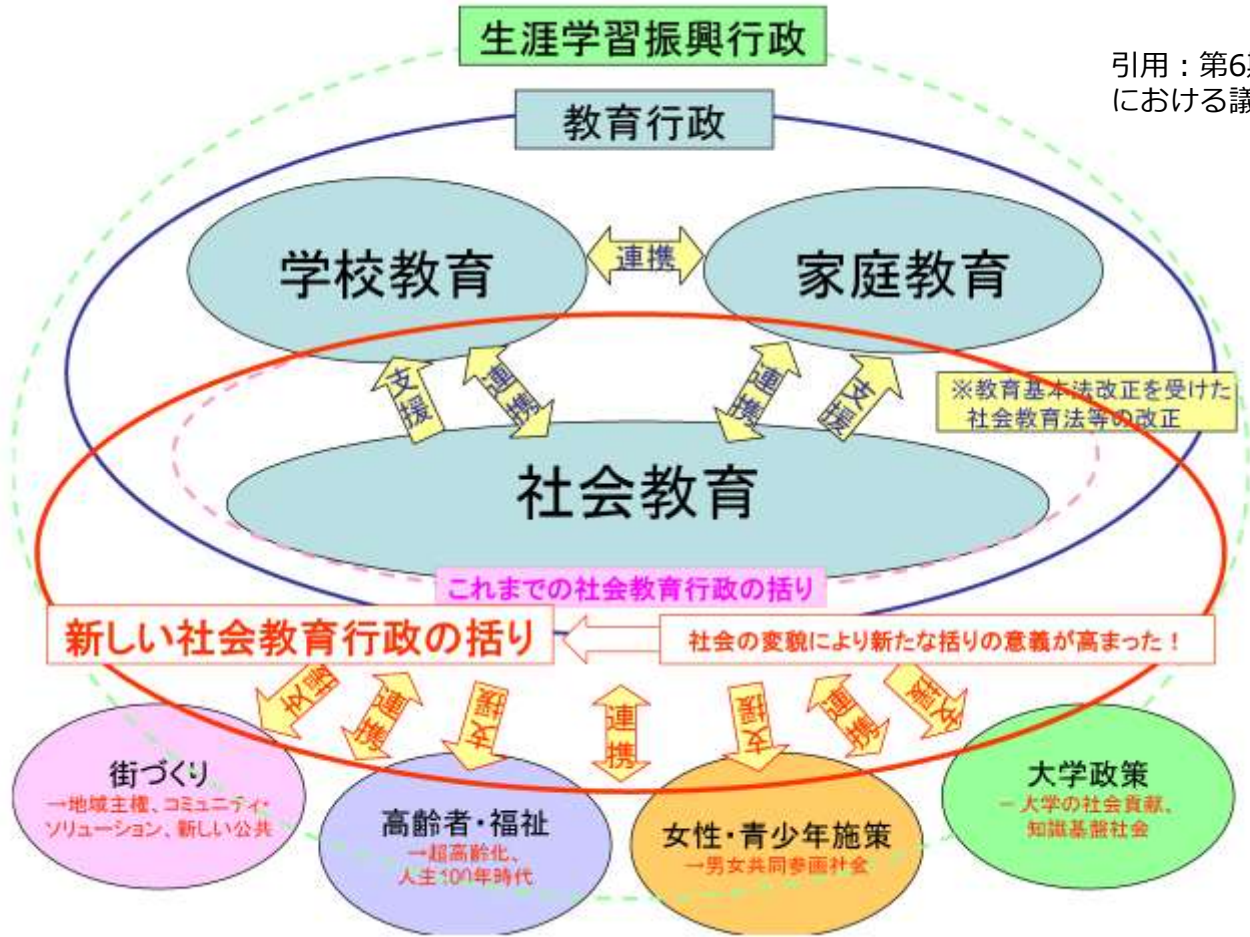 生涯学習振興行政
引用：第6
における議
教育行政
学校教育
連携
家庭教育
支援
連携
連携
支援
※教育基本法改正を受けた
社会教育法等の改正
社会教育
これまでの社会教育行政の括り
新しい社会教育行政の括り
社会の変貌により新たな括りの意義が高まった！
支援
連携
支援
連携
支援
連携
支援
街づくり
→地域主権、コミュニティ・
ソリューション、新しい公共
高齢者・福祉
→超高齢化、
人生100年時代
女性・青少年施策
→男女共同参画社会
大学政策
→大学の社会貢献、
知識基盤社会